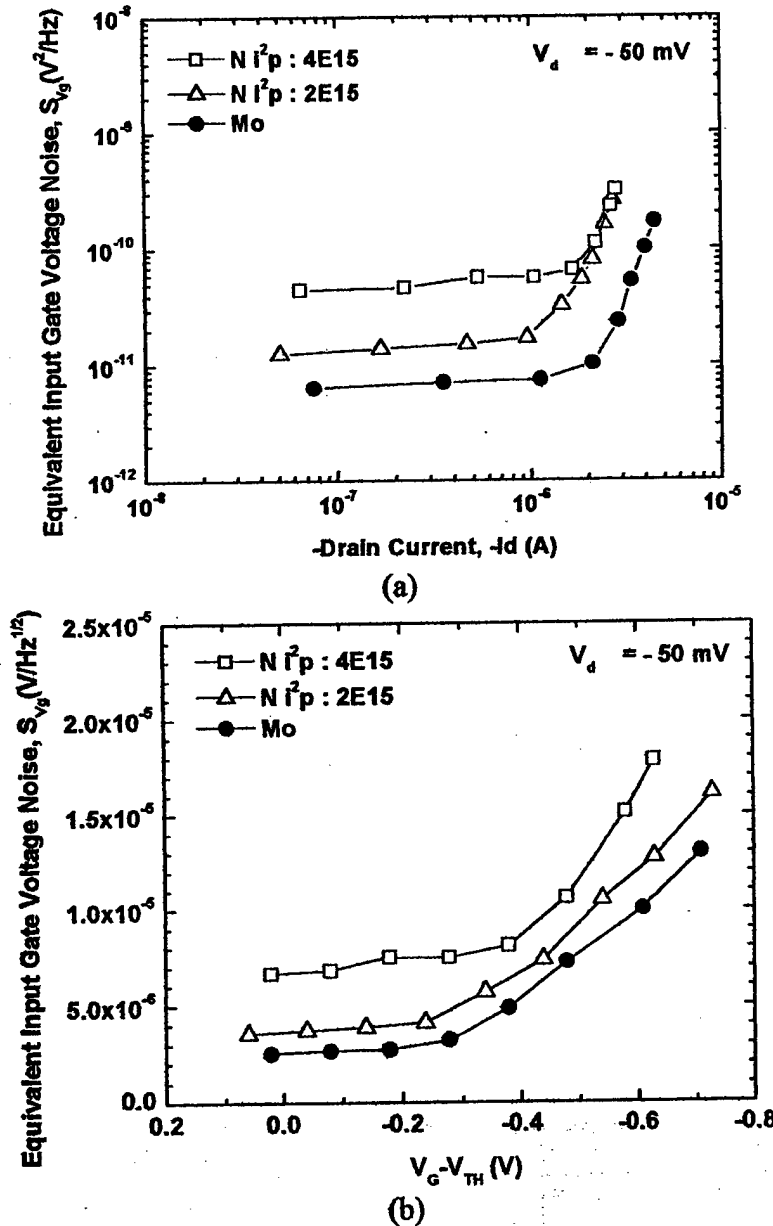 Equivalent Input Gate Voltage Noise, S_Vg(V²/Hz)
10⁻⁸
10⁻⁹
10⁻¹⁰
10⁻¹¹
10⁻¹²
N i²p : 4E15
N i²p : 2E15
Mo
V_d = - 50 mV
10⁻⁸ 10⁻⁷ 10⁻⁶ 10⁻⁵
-Drain Current, -Id (A)
(a)
Equivalent Input Gate Voltage Noise, S_Vg(V/Hz^1/2)
2.5x10⁻⁵
2.0x10⁻⁵
1.5x10⁻⁵
1.0x10⁻⁵
5.0x10⁻⁶
0.0
N i²p : 4E15
N i²p : 2E15
Mo
V_d = - 50 mV
0.2 0.0 -0.2 -0.4 -0.6 -0.8
V_G-V_TH (V)
(b)